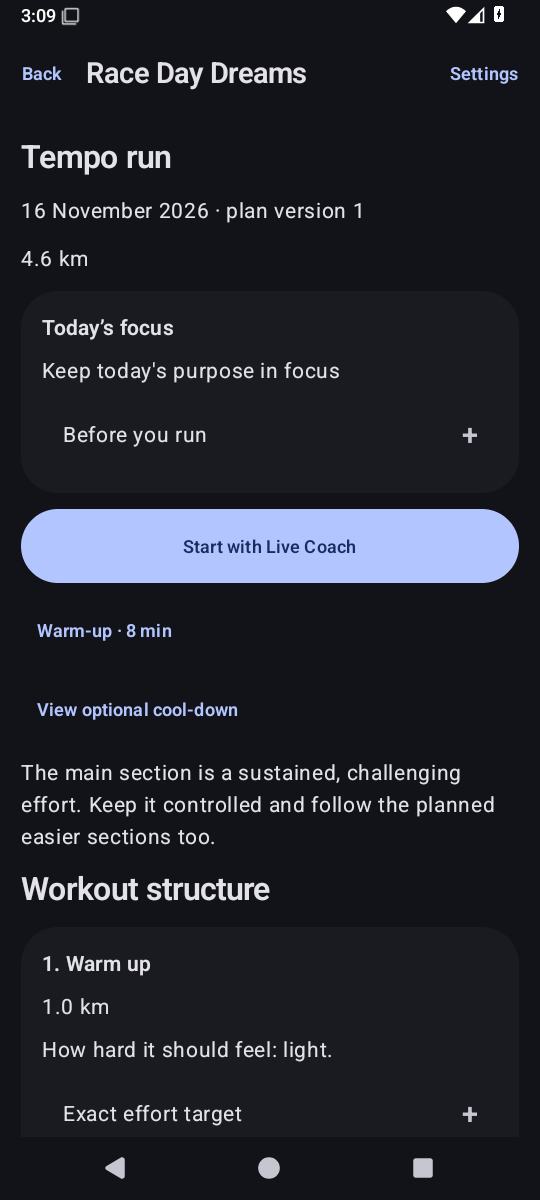 3:09
Back
Race Day Dreams
Settings
Tempo run
16 November 2026 · plan version 1
4.6 km
Today’s focus
Keep today's purpose in focus
Before you run
+
Start with Live Coach
Warm-up · 8 min
View optional cool-down
The main section is a sustained, challenging
effort. Keep it controlled and follow the planned
easier sections too.
Workout structure
1. Warm up
1.0 km
How hard it should feel: light.
Exact effort target
+